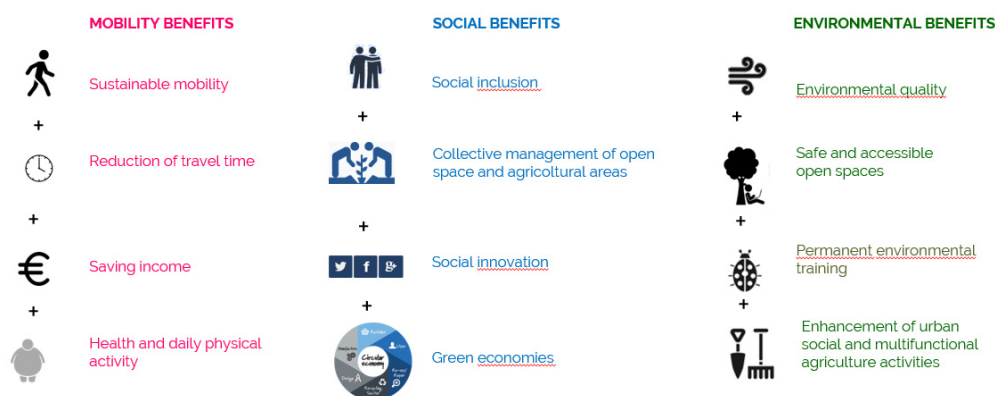 MOBILITY BENEFITS
Sustainable mobility
+
Reduction of travel time
+
Saving income
+
Health and daily physical
activity
SOCIAL BENEFITS
Social inclusion
+
Collective management of open
space and agricoltural areas
+
Social innovation
f
g+
+
Circular
economy
User
Design
Green economies
ENVIRONMENTAL BENEFITS
Environmental quality
+
Safe and accessible
open spaces
+
Permanent environmental
training
+
Enhancement of urban
social and multifunctional
agriculture activities